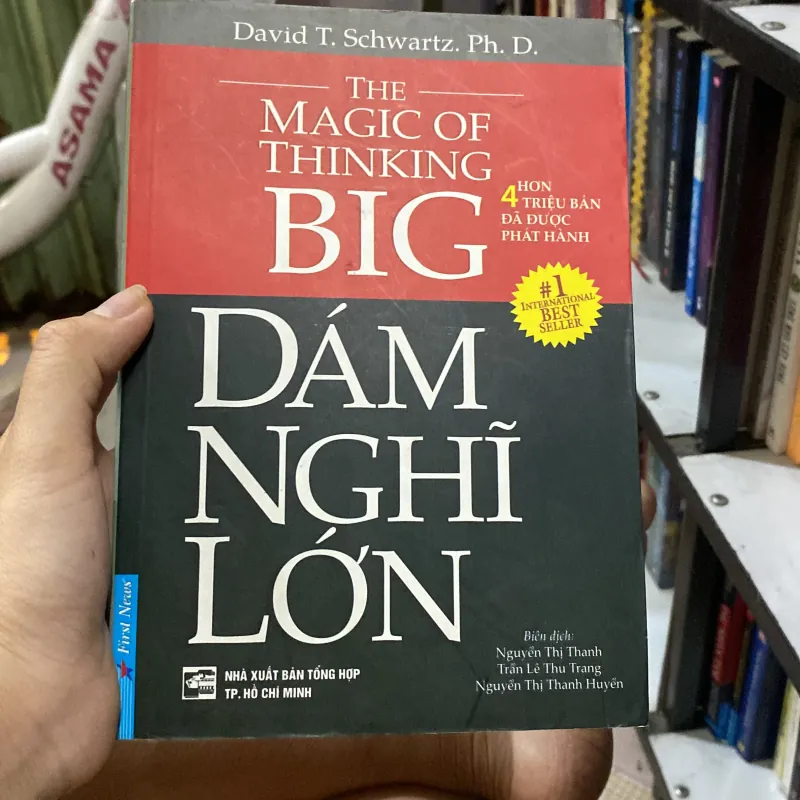 David T. Schwartz. Ph. D.
THE
MAGIC OF
THINKING
BIG
HƠN
4 TRIỆU BẢN
ĐÃ ĐƯỢC
PHÁT HÀNH
#1
INTERNATIONAL
BEST
SELLER
DÁM
NGHĨ
LỚN
Biên dịch:
Nguyễn Thị Thanh
Trần Lê Thu Trang
Nguyễn Thị Thanh Huyền
First News
NHÀ XUẤT BẢN TỔNG HỢP
TP. HỒ CHÍ MINH
ASAMA